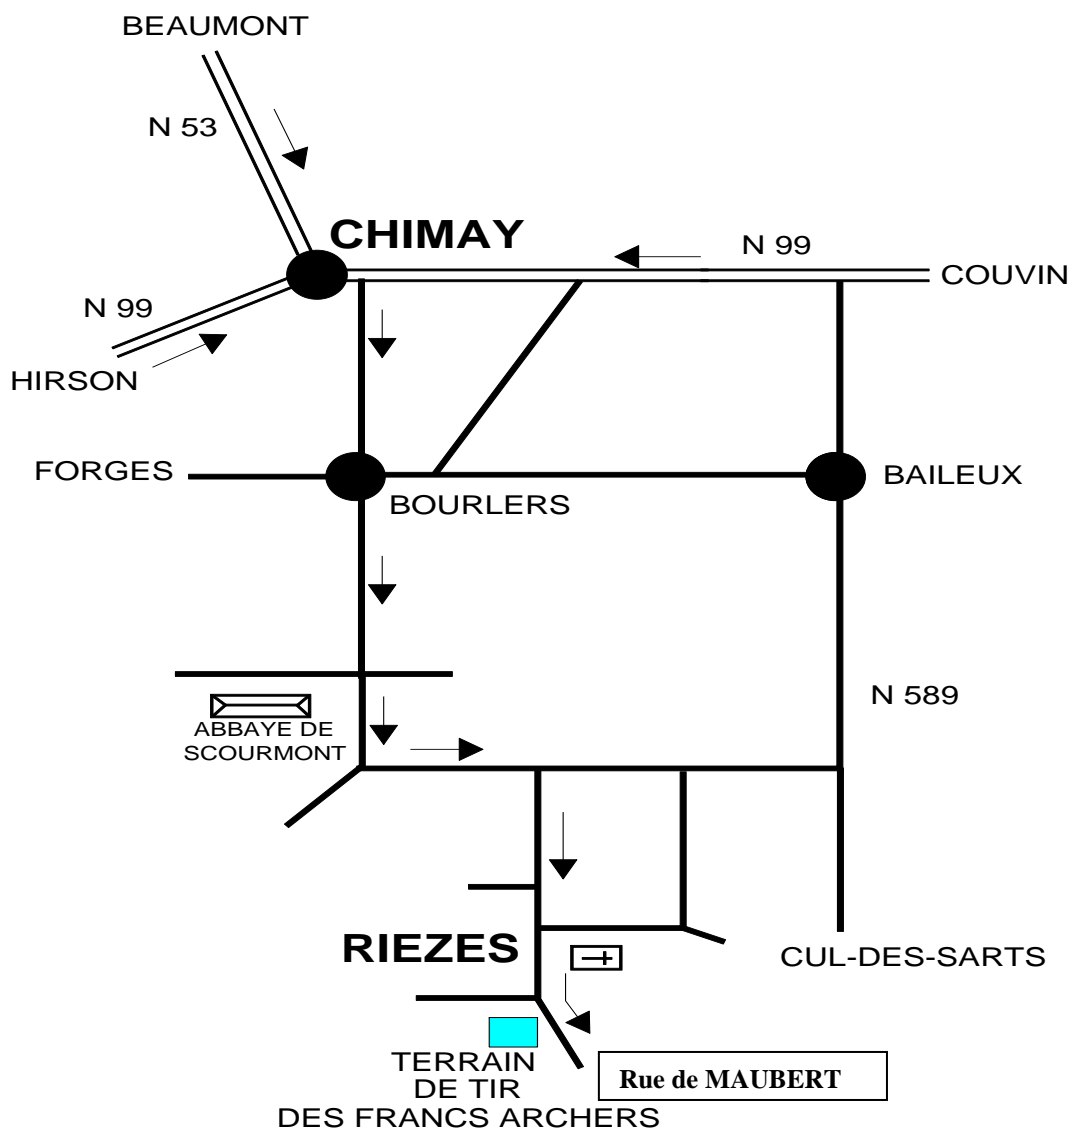 BEAUMONT
N 53
CHIMAY
N 99
COUVIN
N 99
HIRSON
FORGES
BAILEUX
BOURLERS
N 589
ABBAYE DE
SCOURMONT
RIEZES
CUL-DES-SARTS
TERRAIN
DE TIR
DES FRANCS ARCHERS
Rue de MAUBERT